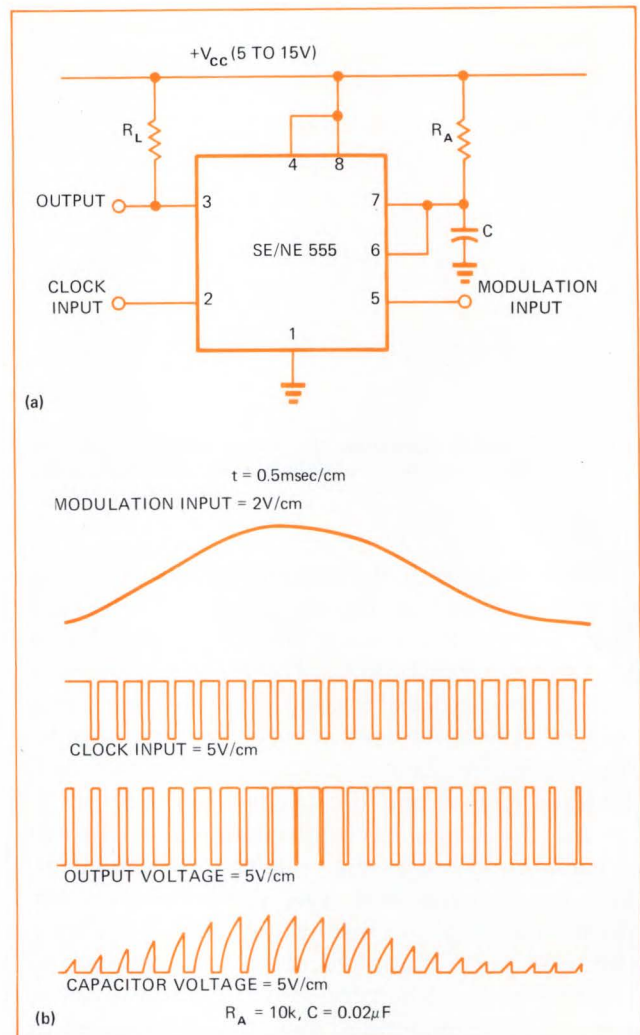 +VCC (5 TO 15V)
RL
RA
4 8
OUTPUT
3
7
C
SE/NE 555
6
CLOCK
INPUT
2
5
MODULATION
INPUT
1
(a)
t = 0.5msec/cm
MODULATION INPUT = 2V/cm
CLOCK INPUT = 5V/cm
OUTPUT VOLTAGE = 5V/cm
CAPACITOR VOLTAGE = 5V/cm
(b)
RA = 10k, C = 0.02μF